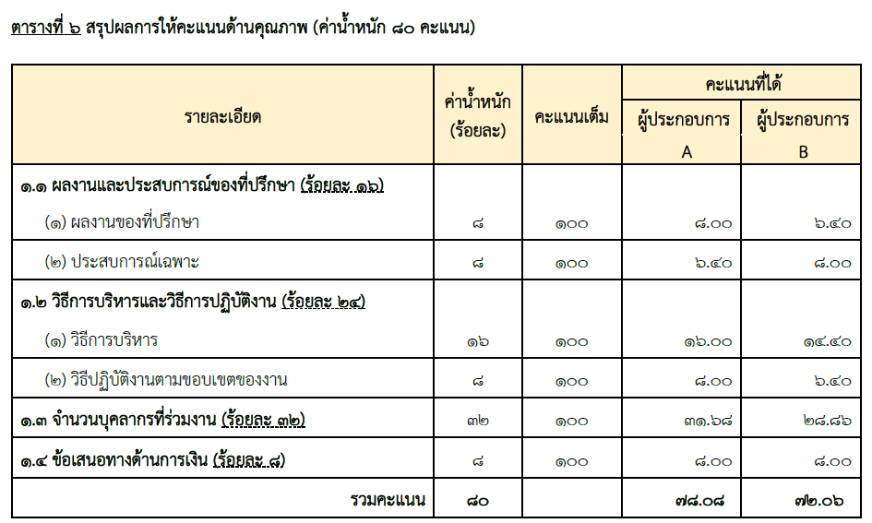 ตารางที่ ๖ สรุปผลการให้คะแนนด้านคุณภาพ (ค่าน้ำหนัก ๘๐ คะแนน)
รายละเอียด ค่าน้ำหนัก (ร้อยละ) คะแนนเต็ม คะแนนที่ได้
ผู้ประกอบการ A ผู้ประกอบการ B
๑.๑ ผลงานและประสบการณ์ของที่ปรึกษา (ร้อยละ ๑๖)
(๑) ผลงานของที่ปรึกษา ๘ ๑๐๐ ๘.๐๐ ๖.๔๐
(๒) ประสบการณ์เฉพาะ ๘ ๑๐๐ ๖.๔๐ ๘.๐๐
๑.๒ วิธีการบริหารและวิธีการปฏิบัติงาน (ร้อยละ ๒๔)
(๑) วิธีการบริหาร ๑๖ ๑๐๐ ๑๖.๐๐ ๑๔.๔๐
(๒) วิธีปฏิบัติงานตามขอบเขตของงาน ๘ ๑๐๐ ๘.๐๐ ๖.๔๐
๑.๓ จำนวนบุคลากรที่ร่วมงาน (ร้อยละ ๓๒) ๓๒ ๑๐๐ ๓๑.๖๘ ๒๘.๘๖
๑.๔ ข้อเสนอทางด้านการเงิน (ร้อยละ ๘) ๘ ๑๐๐ ๘.๐๐ ๘.๐๐
รวมคะแนน ๘๐ ๗๘.๐๘ ๗๒.๐๖